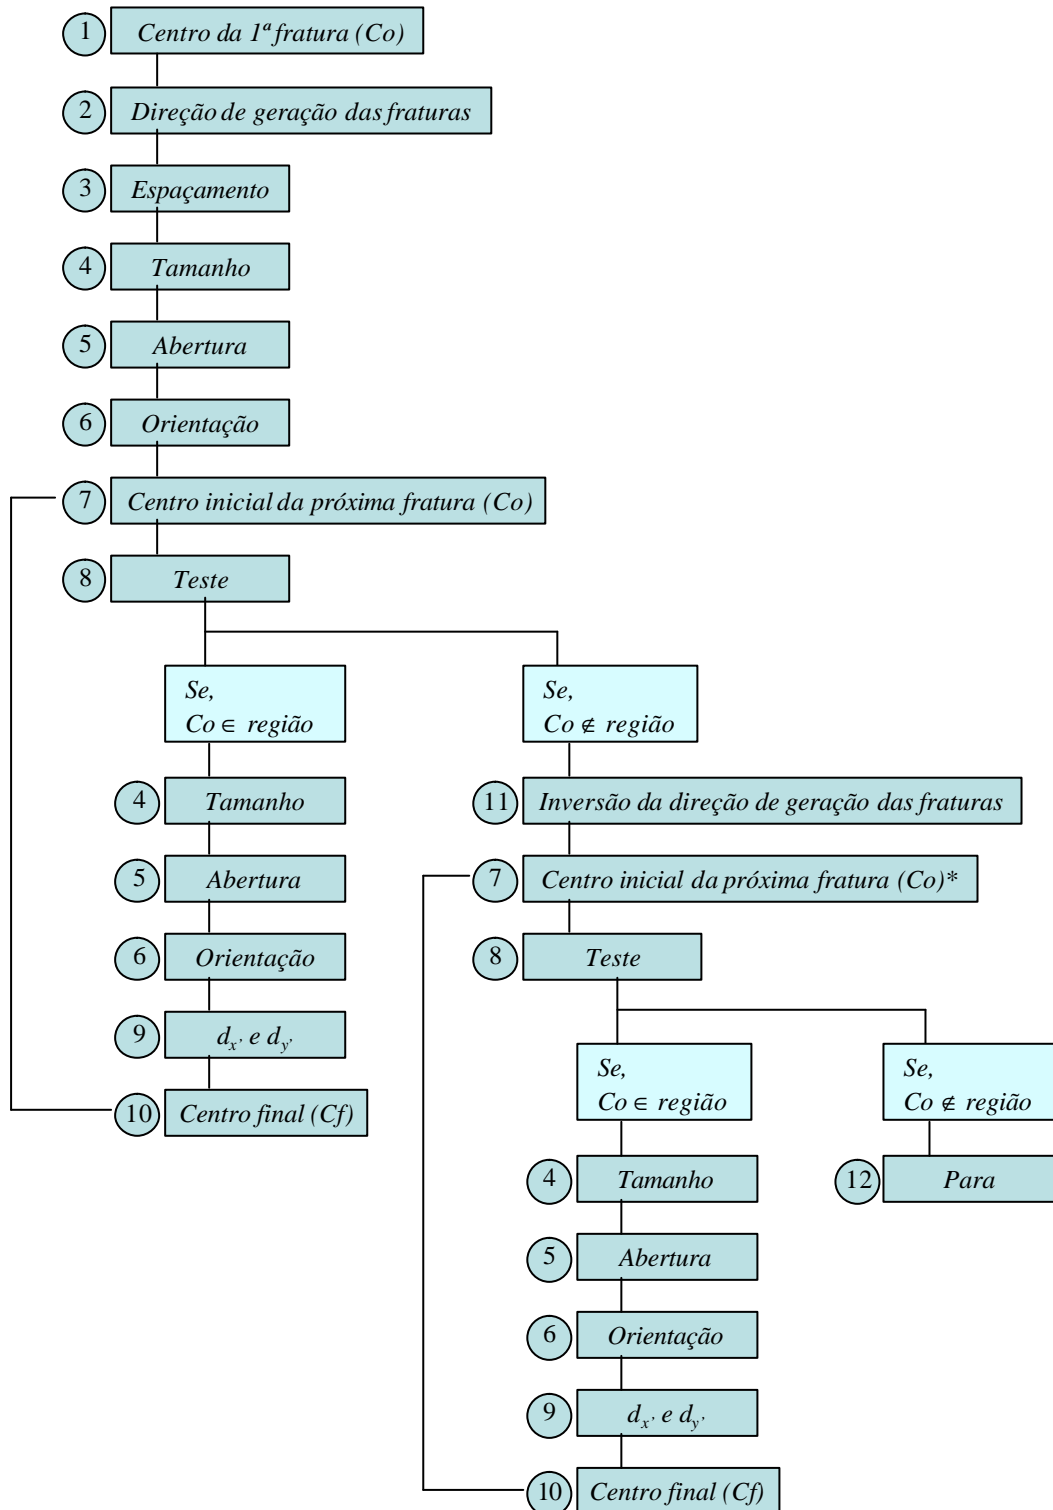 1 Centro da 1ª fratura (Co)
2 Direção de geração das fraturas
3 Espaçamento
4 Tamanho
5 Abertura
6 Orientação
7 Centro inicial da próxima fratura (Co)
8 Teste
Se,
Co ∈ região
4 Tamanho
5 Abertura
6 Orientação
9 dx' e dy'
10 Centro final (Cf)
Se,
Co ∉ região
11 Inversão da direção de geração das fraturas
7 Centro inicial da próxima fratura (Co)*
8 Teste
Se,
Co ∈ região
4 Tamanho
5 Abertura
6 Orientação
9 dx' e dy'
10 Centro final (Cf)
Se,
Co ∉ região
12 Para